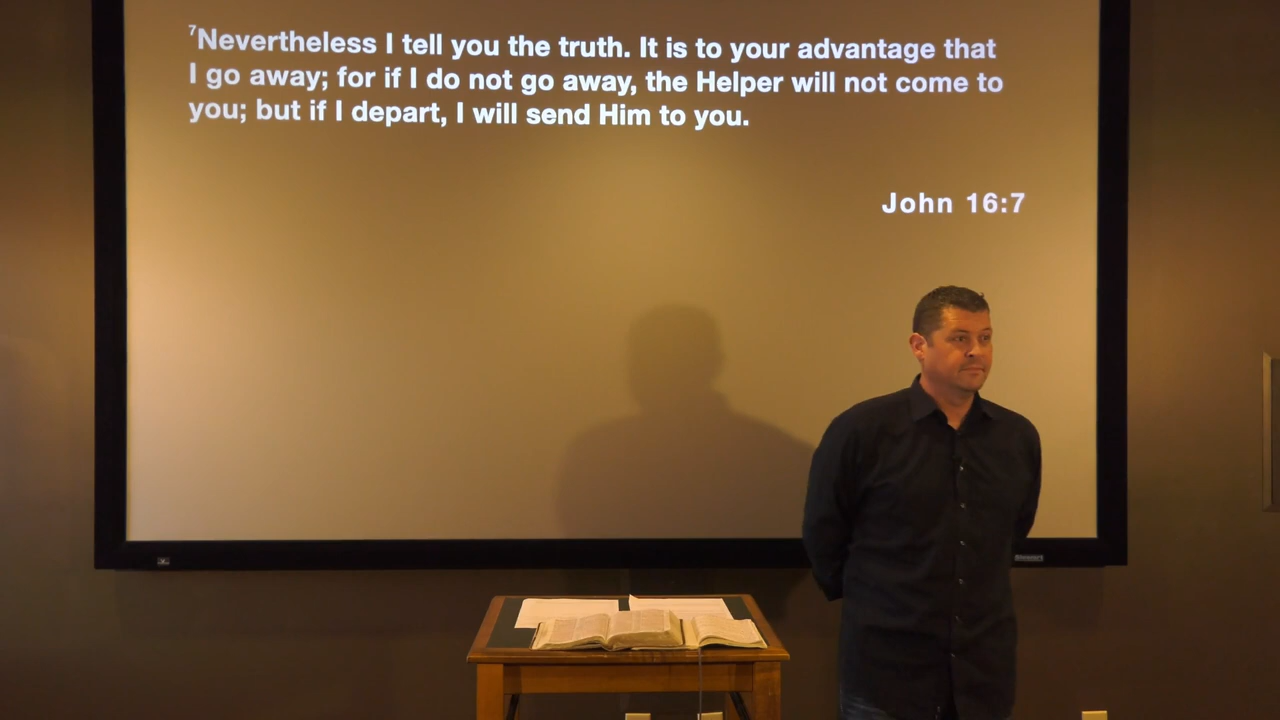 ⁷Nevertheless I tell you the truth. It is to your advantage that
I go away; for if I do not go away, the Helper will not come to
you; but if I depart, I will send Him to you.
John 16:7